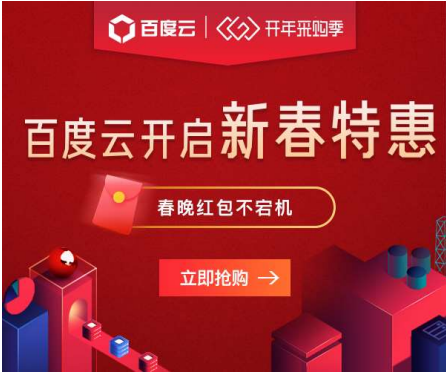 百度云 开年采购季
百度云开启新春特惠
春晚红包不宕机
立即抢购